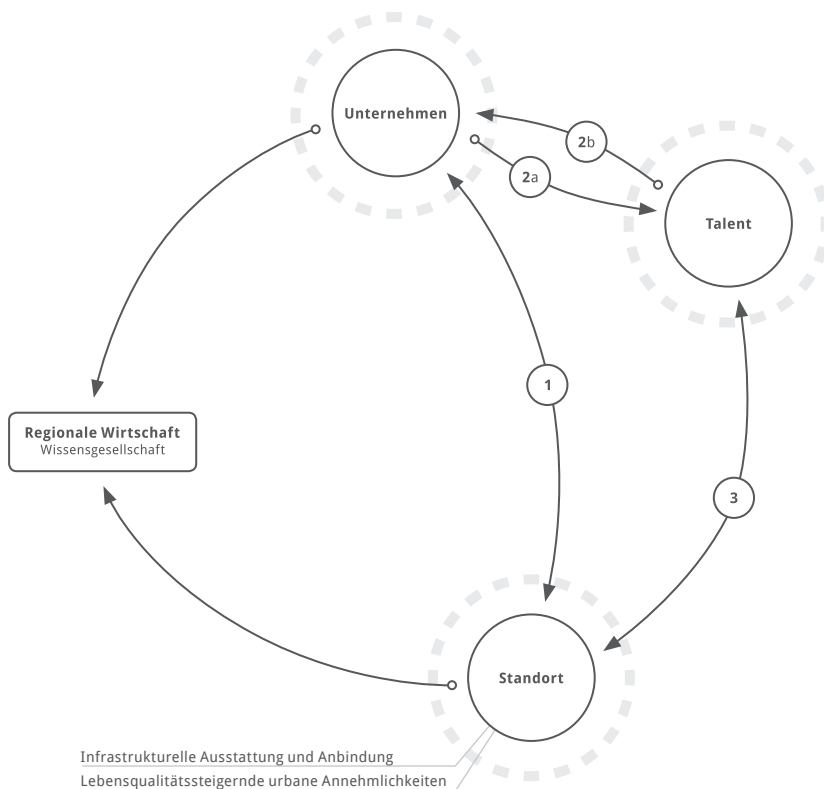 Unternehmen
2b
2a
Talent
1
Regionale Wirtschaft
Wissensgesellschaft
3
Standort
Infrastrukturelle Ausstattung und Anbindung
Lebensqualitätssteigernde urbane Annehmlichkeiten